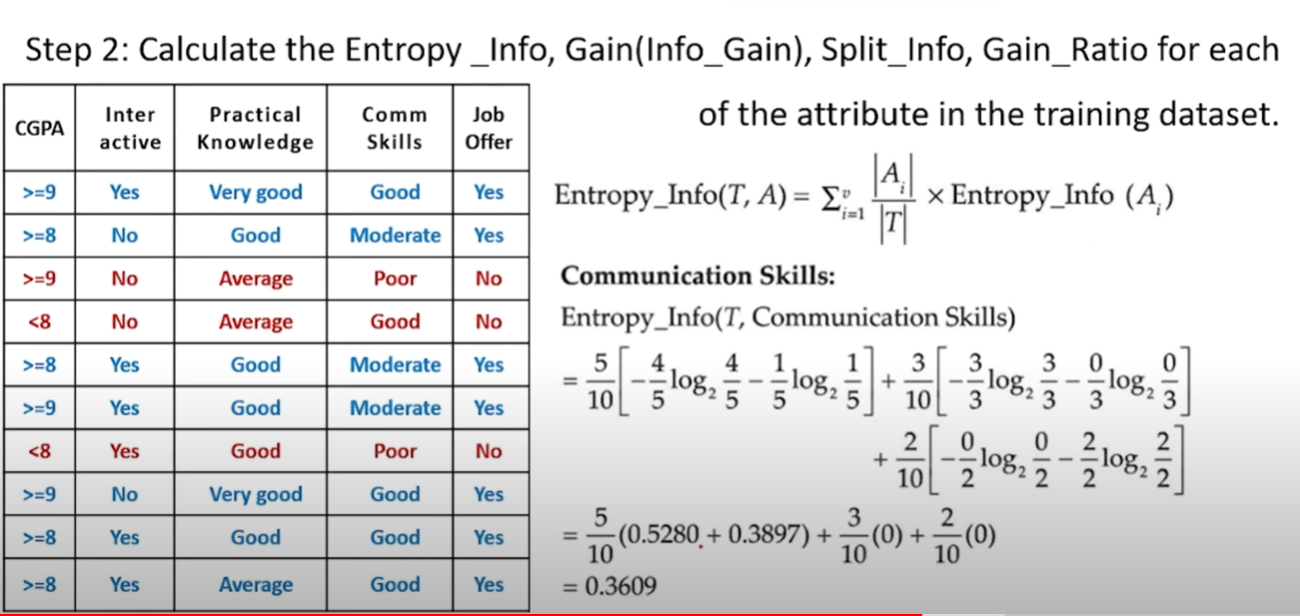 Step 2: Calculate the Entropy _Info, Gain(Info_Gain), Split_Info, Gain_Ratio for each
of the attribute in the training dataset.
CGPA | Inter active | Practical Knowledge | Comm Skills | Job Offer
>=9 | Yes | Very good | Good | Yes
>=8 | No | Good | Moderate | Yes
>=9 | No | Average | Poor | No
<8 | No | Average | Good | No
>=8 | Yes | Good | Moderate | Yes
>=9 | Yes | Good | Moderate | Yes
<8 | Yes | Good | Poor | No
>=9 | No | Very good | Good | Yes
>=8 | Yes | Good | Good | Yes
>=8 | Yes | Average | Good | Yes
Entropy_Info(T, A) = Σᵥᵢ₌₁ |Aᵢ|/|T| × Entropy_Info (Aᵢ)
Communication Skills:
Entropy_Info(T, Communication Skills)
= 5/10 [−4/5 log₂ 4/5 − 1/5 log₂ 1/5] + 3/10 [−3/3 log₂ 3/3 − 0/3 log₂ 0/3]
+ 2/10 [−0/2 log₂ 0/2 − 2/2 log₂ 2/2]
= 5/10 (0.5280 + 0.3897) + 3/10 (0) + 2/10 (0)
= 0.3609